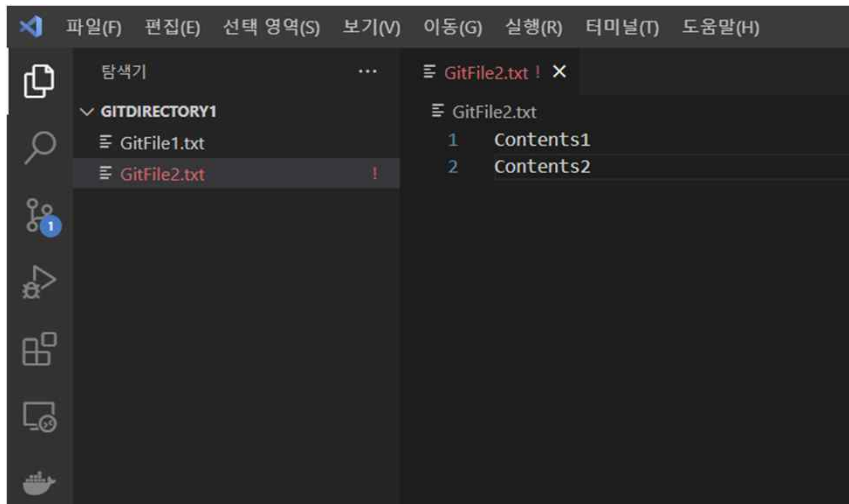 파일(F) 편집(E) 선택 영역(S) 보기(V) 이동(G) 실행(R) 터미널(T) 도움말(H)
탐색기 ···
GITDIRECTORY1
GitFile1.txt
GitFile2.txt !
1
GitFile2.txt !
GitFile2.txt
1 Contents1
2 Contents2